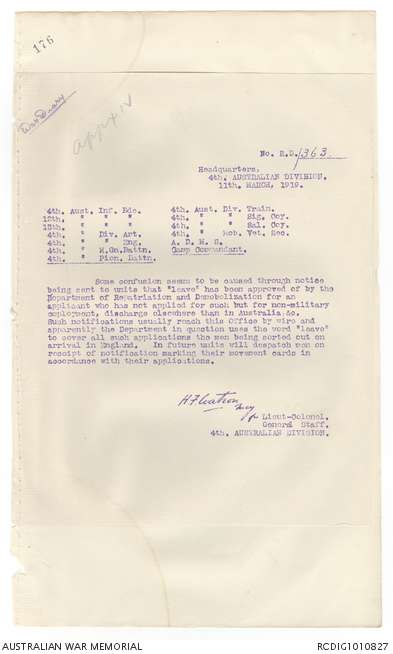 176
War Diary
appx IV
No. R.D./363.
Headquarters,
4th. AUSTRALIAN DIVISION.
11th. MARCH, 1919.
4th. Aust. Inf. Bde. 4th. Aust. Div. Train.
12th. " " " 4th. " " Sig. Coy.
13th. " " " 4th. " " Sal. Coy.
4th. " Div. Art. 4th. " Mob. Vet. Sec.
4th. " " Eng. A. D. M. S.
4th. " M.Gn.Battn. Camp Commandant.
4th. " Pion. Battn.
Some confusion seems to be caused through notice
being sent to units that "leave" has been approved of by the
Department of Repatriation and Demobolization for an
applicant who has not applied for such but for non-military
employment, discharge elsewhere than in Australia,&c.
Such notifications usually reach this Office by wire and
apparently the Department in question uses the word "leave"
to cover all such applications the men being sorted out on
arrival in England. In future units will despatch men on
receipt of notification marking their movement cards in
accordance with their applications.
H F Watson
for Lieut-Colonel.
General Staff.
4th. AUSTRALIAN DIVISION.
AUSTRALIAN WAR MEMORIAL
RCDIG1010827